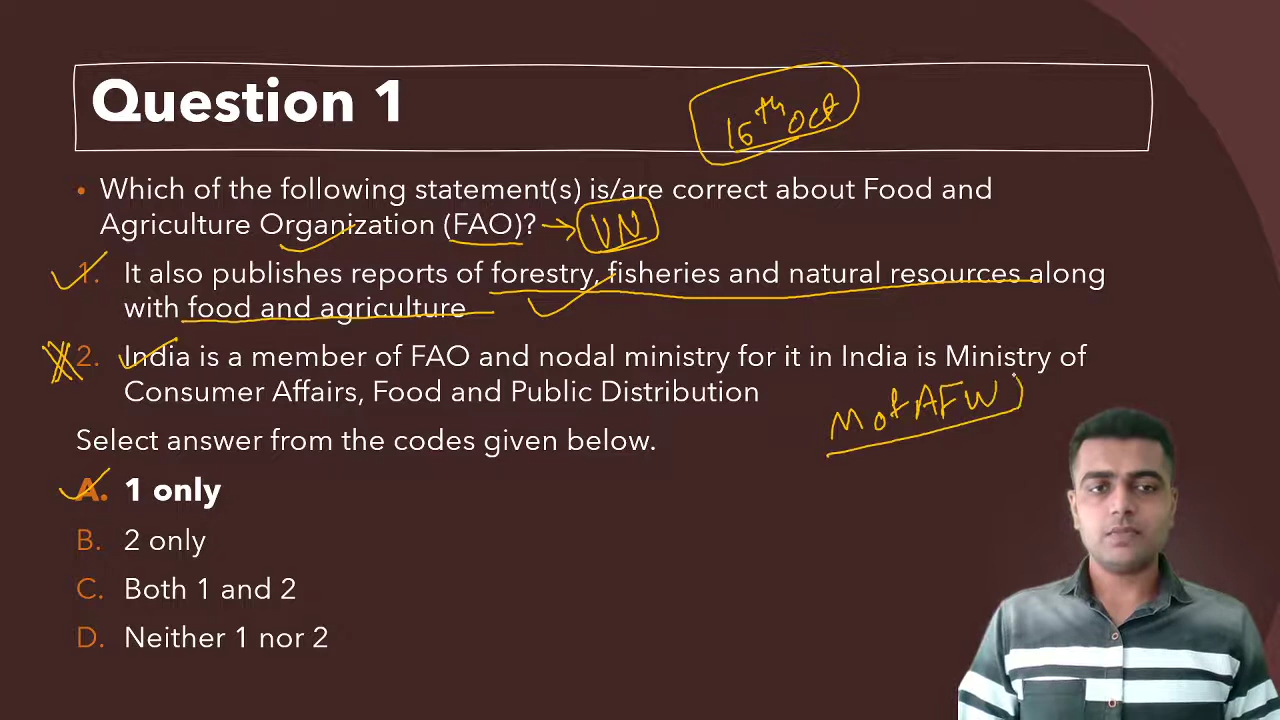 Question 1
16th oct
• Which of the following statement(s) is/are correct about Food and
Agriculture Organization (FAO)? → UN
1. It also publishes reports of forestry, fisheries and natural resources along
with food and agriculture
2. India is a member of FAO and nodal ministry for it in India is Ministry of
Consumer Affairs, Food and Public Distribution
M of AFW
Select answer from the codes given below.
A. 1 only
B. 2 only
C. Both 1 and 2
D. Neither 1 nor 2